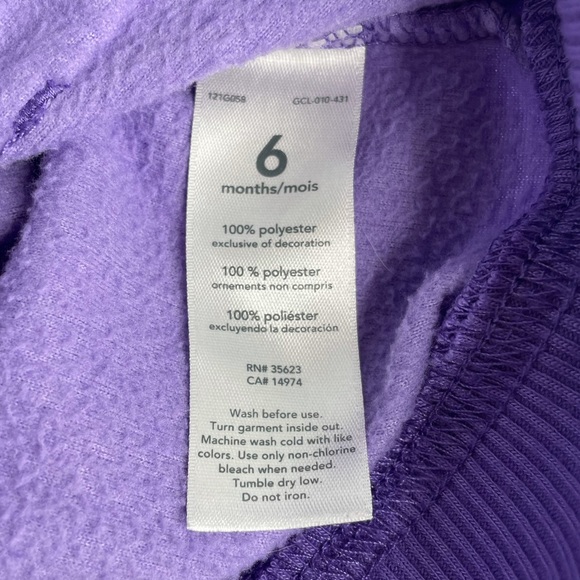 121G058 GCL-010-431
6
months/mois
100% polyester
exclusive of decoration
100 % polyester
ornements non compris
100% poliéster
excluyendo la decoración
RN# 35623
CA# 14974
Wash before use.
Turn garment inside out.
Machine wash cold with like
colors. Use only non-chlorine
bleach when needed.
Tumble dry low.
Do not iron.